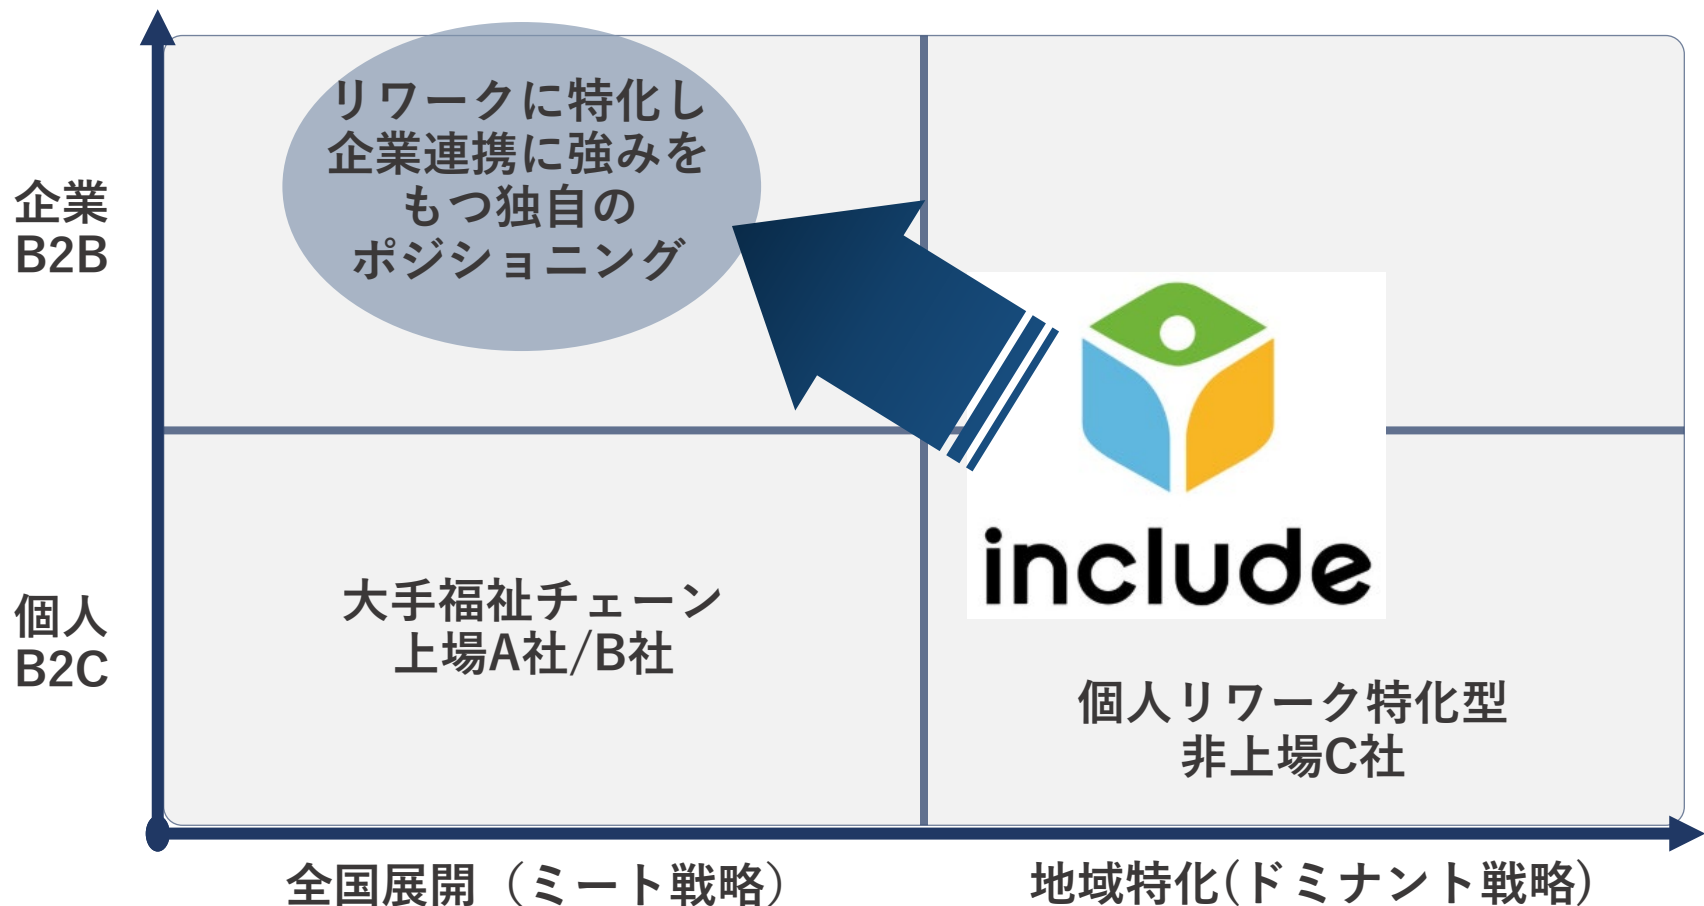 リワークに特化し
企業連携に強みを
もつ独自の
ポジショニング
企業
B2B
include
大手福祉チェーン
上場A社/B社
個人
B2C
個人リワーク特化型
非上場C社
全国展開（ミート戦略）
地域特化(ドミナント戦略)